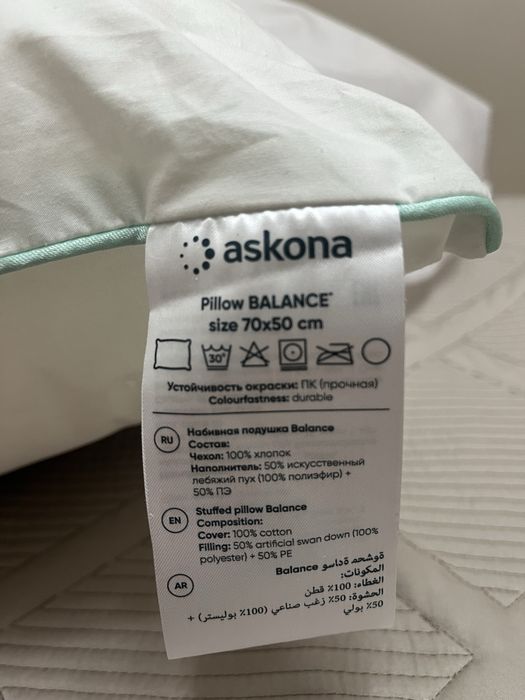 askona
Pillow BALANCE*
size 70x50 cm
30°
Устойчивость окраски: ПК (прочная)
Colourfastness: durable
RU
Набивная подушка Balance
Состав:
Чехол: 100% хлопок
Наполнитель: 50% искусственный
лебяжий пух (100% полиэфир) +
50% ПЭ
EN
Stuffed pillow Balance
Composition:
Cover: 100% cotton
Filling: 50% artificial swan down (100%
polyester) + 50% PE
AR
Balance وسادة محشوة
المكونات:
الغطاء: 100٪ قطن
الحشوة: 50٪ زغب صناعي (100٪ بوليستر) +
50٪ بولي